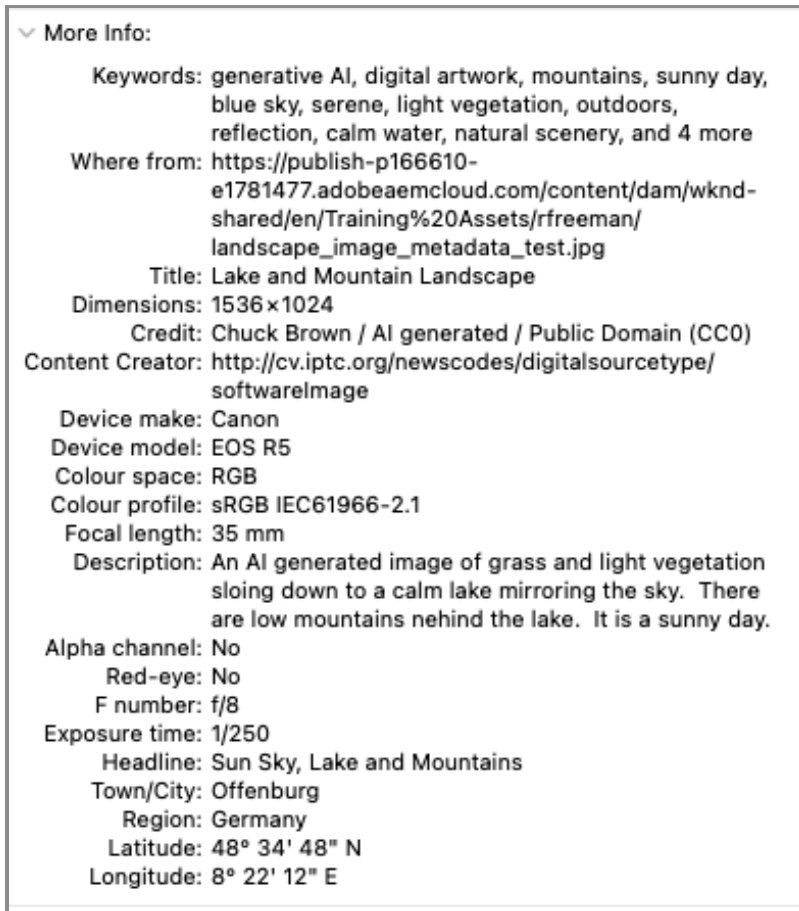 More Info:
Keywords: generative AI, digital artwork, mountains, sunny day,
blue sky, serene, light vegetation, outdoors,
reflection, calm water, natural scenery, and 4 more
Where from: https://publish-p166610-
e1781477.adobeaemcloud.com/content/dam/wknd-
shared/en/Training%20Assets/rfreeman/
landscape_image_metadata_test.jpg
Title: Lake and Mountain Landscape
Dimensions: 1536×1024
Credit: Chuck Brown / AI generated / Public Domain (CC0)
Content Creator: http://cv.iptc.org/newscodes/digitalsourcetype/
softwareImage
Device make: Canon
Device model: EOS R5
Colour space: RGB
Colour profile: sRGB IEC61966-2.1
Focal length: 35 mm
Description: An AI generated image of grass and light vegetation
sloing down to a calm lake mirroring the sky.  There
are low mountains nehind the lake.  It is a sunny day.
Alpha channel: No
Red-eye: No
F number: f/8
Exposure time: 1/250
Headline: Sun Sky, Lake and Mountains
Town/City: Offenburg
Region: Germany
Latitude: 48° 34' 48" N
Longitude: 8° 22' 12" E